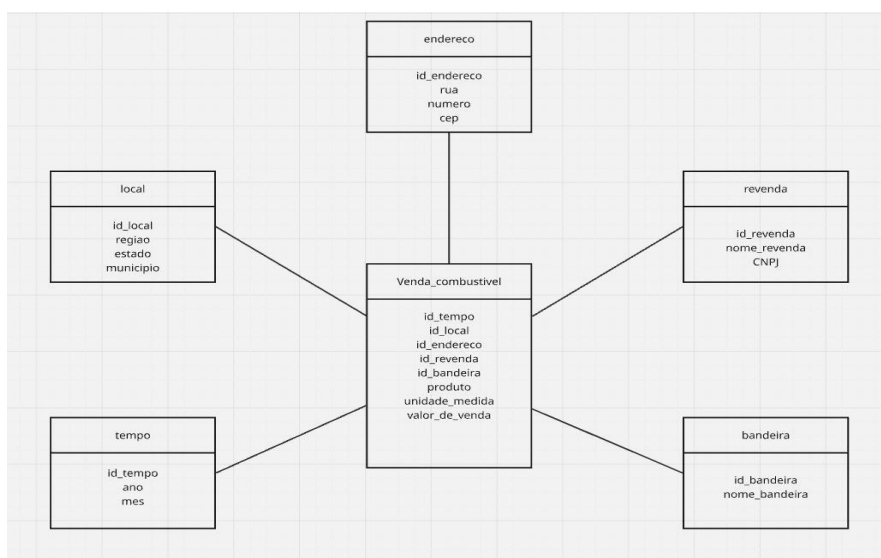 endereco
id_endereco
rua
numero
cep
local
id_local
regiao
estado
municipio
revenda
id_revenda
nome_revenda
CNPJ
Venda_combustivel
id_tempo
id_local
id_endereco
id_revenda
id_bandeira
produto
unidade_medida
valor_de_venda
tempo
id_tempo
ano
mes
bandeira
id_bandeira
nome_bandeira